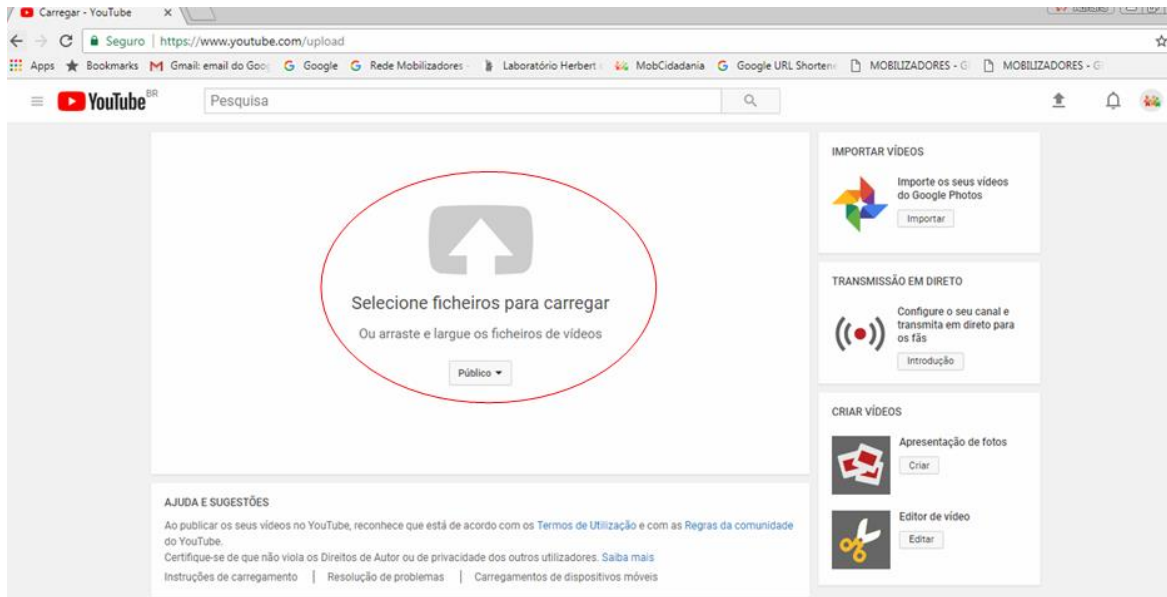 Carregar - YouTube
Seguro | https://www.youtube.com/upload
Apps Bookmarks Gmail: email do Goo Google Rede Mobilizadores - Laboratório Herbert MobCidadania Google URL Shortene MOBILIZADORES - G MOBILIZADORES - G
YouTube BR
Pesquisa
Selecione ficheiros para carregar
Ou arraste e largue os ficheiros de vídeos
Público
IMPORTAR VÍDEOS
Importe os seus vídeos
do Google Photos
Importar
TRANSMISSÃO EM DIRETO
Configure o seu canal e
transmita em direto para
os fãs
Introdução
CRIAR VÍDEOS
Apresentação de fotos
Criar
Editor de vídeo
Editar
AJUDA E SUGESTÕES
Ao publicar os seus vídeos no YouTube, reconhece que está de acordo com os Termos de Utilização e com as Regras da comunidade
do YouTube.
Certifique-se de que não viola os Direitos de Autor ou de privacidade dos outros utilizadores. Saiba mais
Instruções de carregamento | Resolução de problemas | Carregamentos de dispositivos móveis